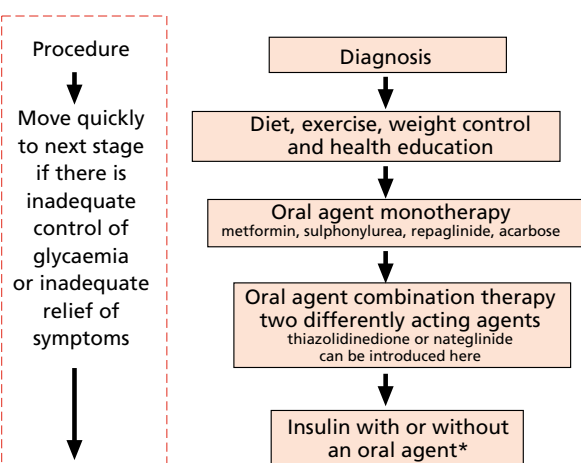 Procedure
Move quickly
to next stage
if there is
inadequate
control of
glycaemia
or inadequate
relief of
symptoms
Diagnosis
Diet, exercise, weight control
and health education
Oral agent monotherapy
metformin, sulphonylurea, repaglinide, acarbose
Oral agent combination therapy
two differently acting agents
thiazolidinedione or nateglinide
can be introduced here
Insulin with or without
an oral agent*